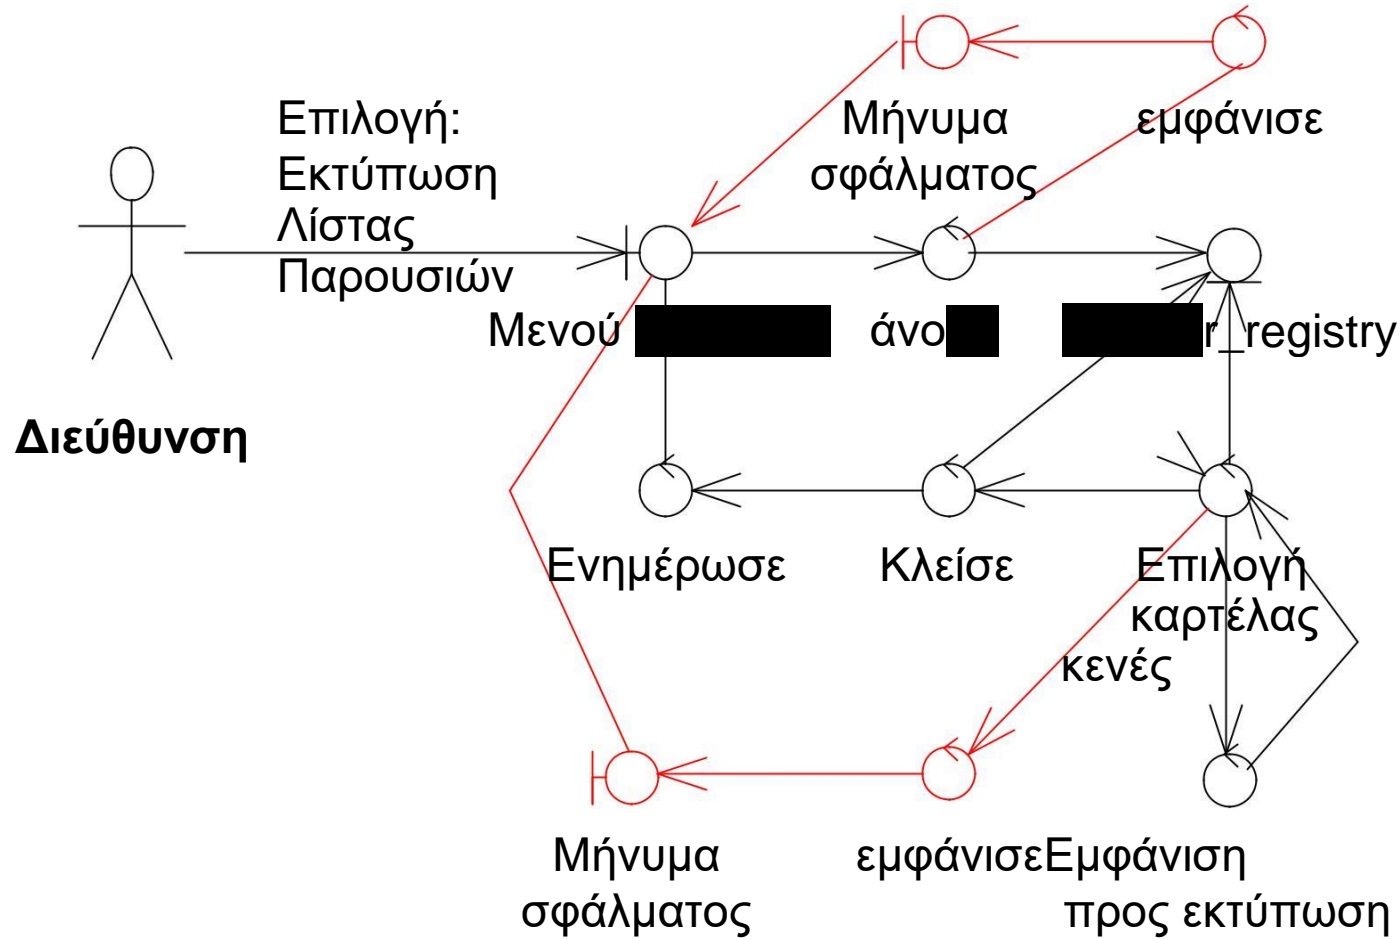 Επιλογή:
Εκτύπωση
Λίστας
Παρουσιών
Μήνυμα
σφάλματος
εμφάνισε
Μενού
άνο
r_registry
Διεύθυνση
Ενημέρωσε
Κλείσε
Επιλογή
καρτέλας
κενές
Μήνυμα
σφάλματος
εμφάνισε
Εμφάνιση
προς εκτύπωση